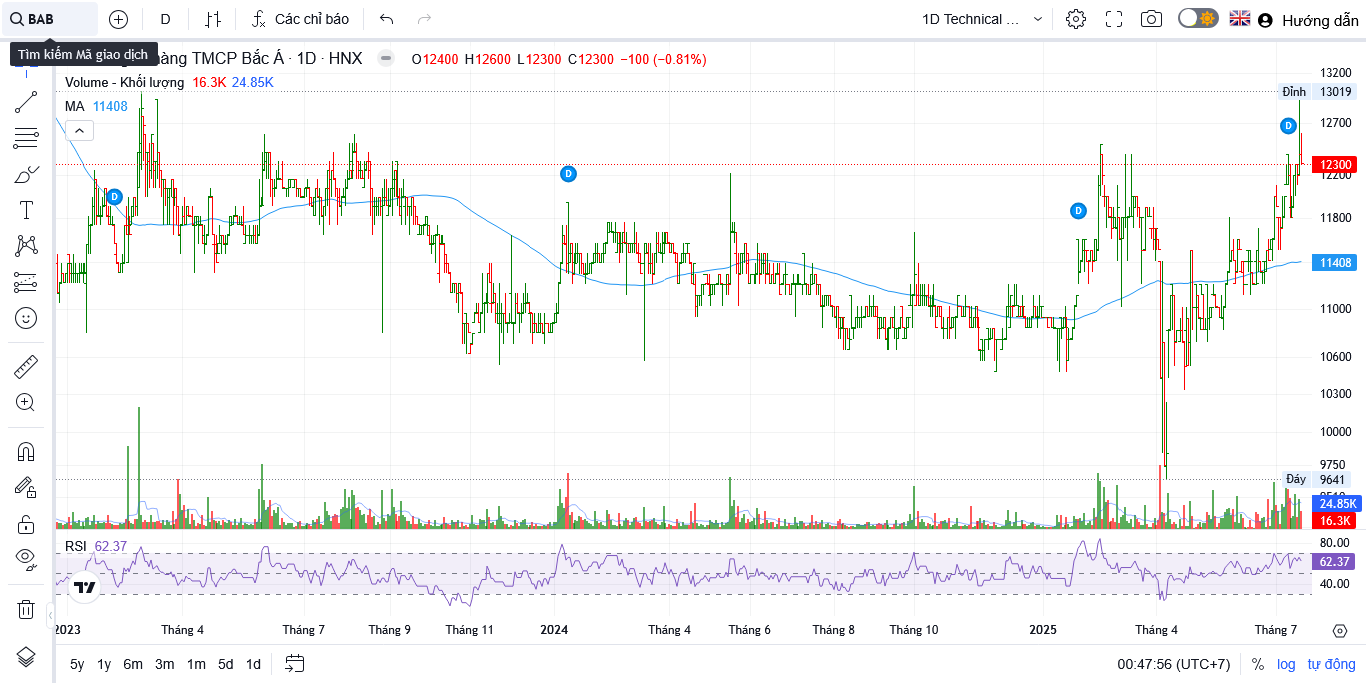 BAB
D
Các chỉ báo
1D Technical ...
Hướng dẫn
Tìm kiếm Mã giao dịch
hàng TMCP Bắc Á · 1D · HNX
O12400 H12600 L12300 C12300 −100 (−0.81%)
Volume - Khối lượng 16.3K 24.85K
MA 11408
13200
Đỉnh 13019
12700
12300
12200
11800
11408
11000
10600
10300
10000
9750
Đáy 9641
24.85K
16.3K
D
D
D
D
RSI 62.37
80.00
62.37
40.00
2023 Tháng 4 Tháng 7 Tháng 9 Tháng 11 2024 Tháng 4 Tháng 6 Tháng 8 Tháng 10 2025 Tháng 4 Tháng 7
5y 1y 6m 3m 1m 5d 1d
00:47:56 (UTC+7) % log tự động